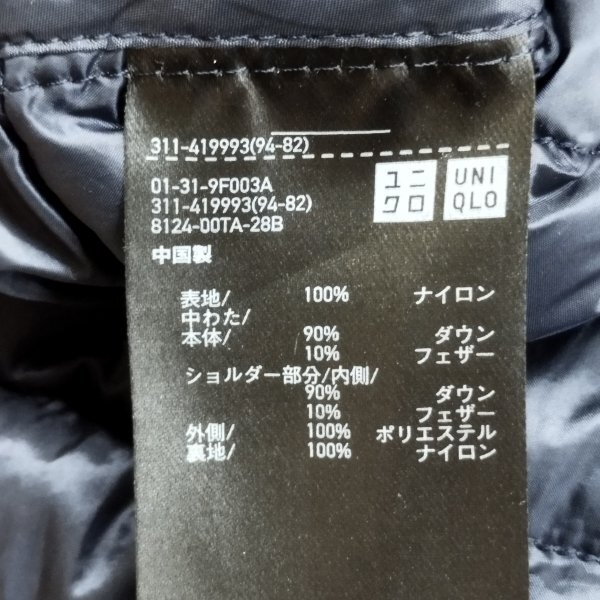 311-419993(94-82)
01-31-9F003A
311-419993(94-82)
8124-00TA-28B
ユニクロ
UNIQLO
中国製
表地/ 100% ナイロン
中わた/
本体/ 90% ダウン
10% フェザー
ショルダー部分/内側/
90% ダウン
10% フェザー
外側/ 100% ポリエステル
裏地/ 100% ナイロン